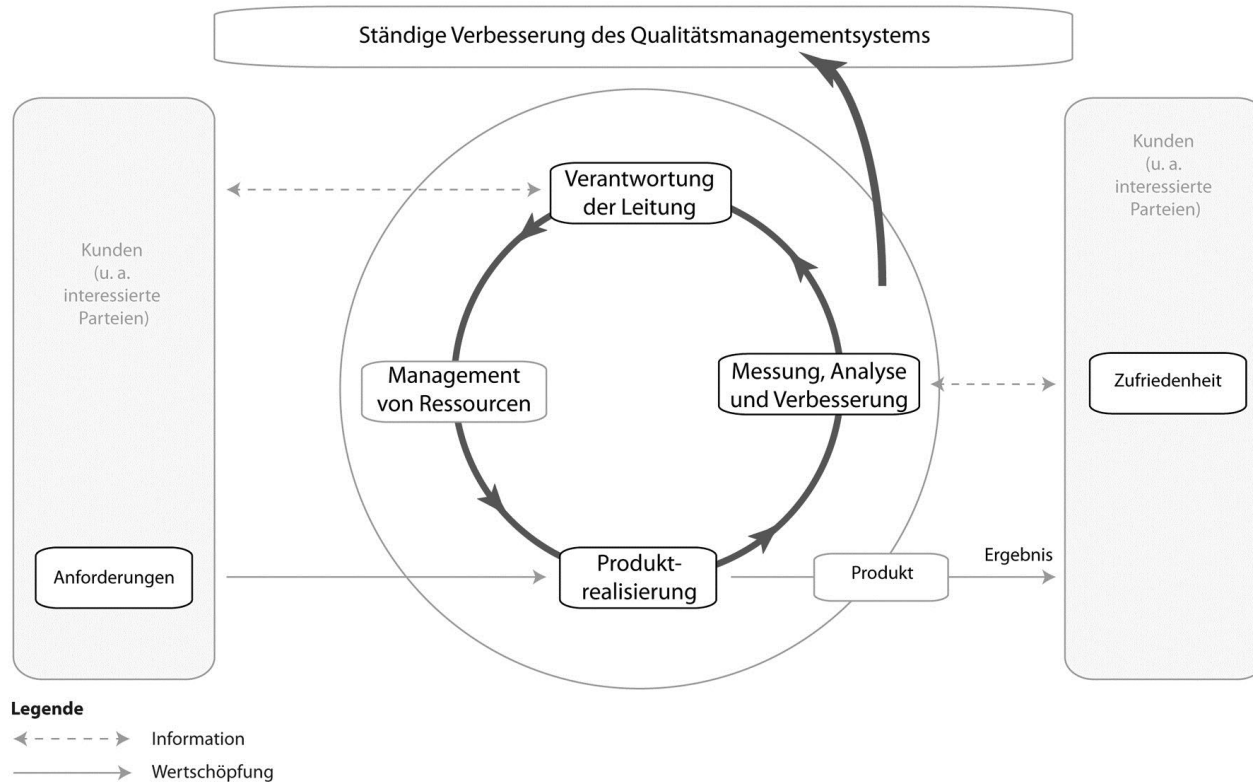 Ständige Verbesserung des Qualitätsmanagementsystems
Kunden
(u. a.
interessierte
Parteien)
Anforderungen
Verantwortung
der Leitung
Management
von Ressourcen
Messung, Analyse
und Verbesserung
Produkt-
realisierung
Produkt
Ergebnis
Kunden
(u. a.
interessierte
Parteien)
Zufriedenheit
Legende
Information
Wertschöpfung